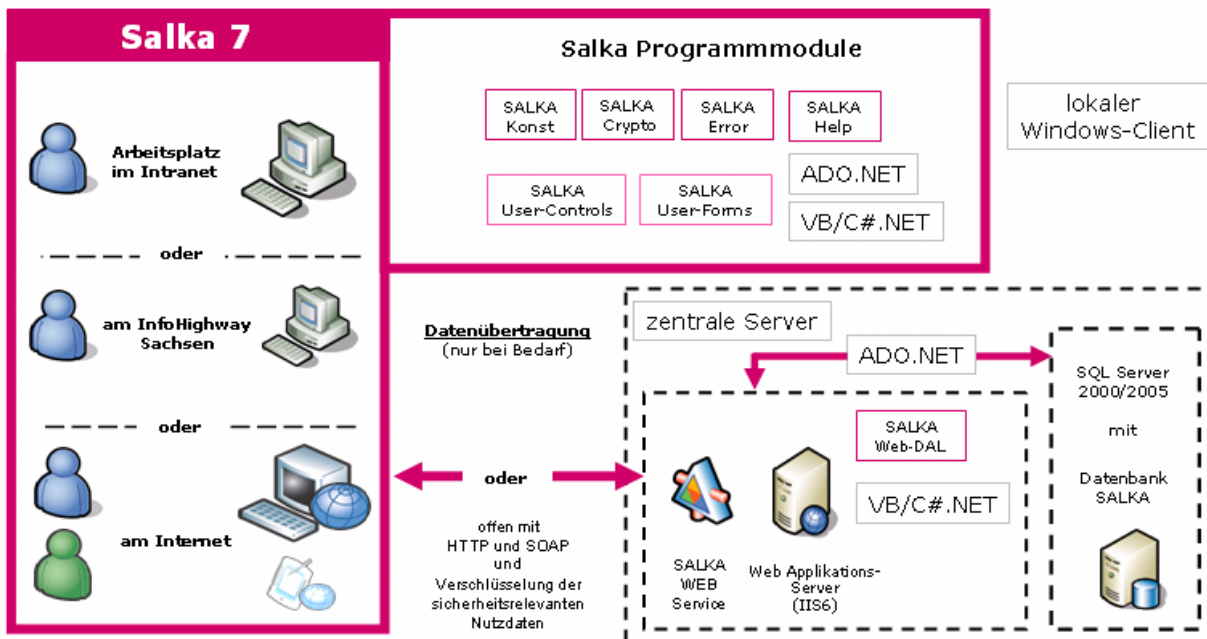 Salka 7
Arbeitsplatz
im Intranet
oder
am InfoHighway
Sachsen
oder
am Internet
Salka Programmmodule
SALKA
Konst
SALKA
Crypto
SALKA
Error
SALKA
Help
SALKA
User-Controls
SALKA
User-Forms
ADO.NET
VB/C#.NET
lokaler
Windows-Client
Datenübertragung
(nur bei Bedarf)
oder
offen mit
HTTP und SOAP
und
Verschlüsselung der
sicherheitsrelevanten
Nutzdaten
zentrale Server
ADO.NET
SALKA
Web-DAL
VB/C#.NET
SALKA
WEB
Service
Web Applikations-
Server
(IIS6)
SQL Server
2000/2005
mit
Datenbank
SALKA